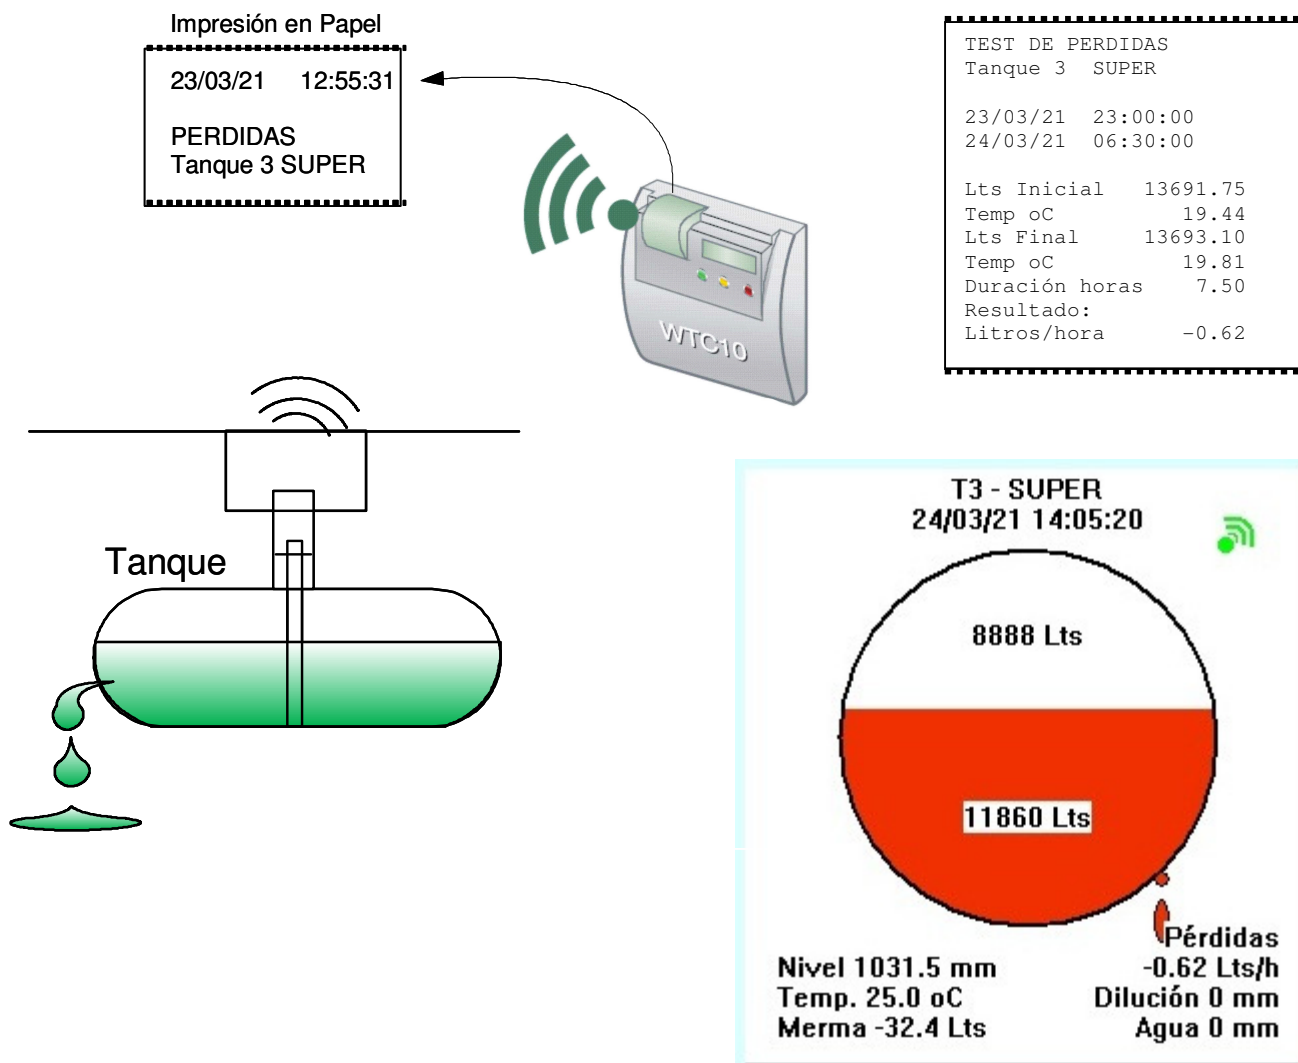 Impresión en Papel
23/03/21 12:55:31
PERDIDAS
Tanque 3 SUPER
TEST DE PERDIDAS
Tanque 3 SUPER
23/03/21 23:00:00
24/03/21 06:30:00
Lts Inicial 13691.75
Temp oC 19.44
Lts Final 13693.10
Temp oC 19.81
Duración horas 7.50
Resultado:
Litros/hora -0.62
WTC10
Tanque
T3 - SUPER
24/03/21 14:05:20
8888 Lts
11860 Lts
Pérdidas
Nivel 1031.5 mm -0.62 Lts/h
Temp. 25.0 oC Dilución 0 mm
Merma -32.4 Lts Agua 0 mm